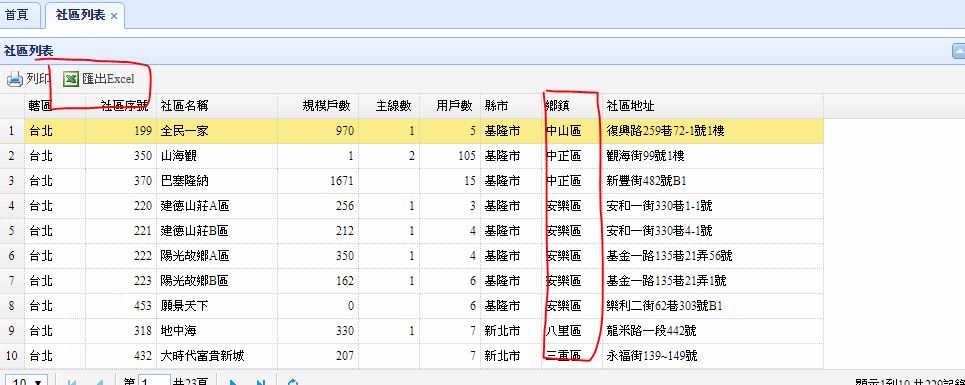 首頁 社區列表 ×
社區列表
列印 匯出Excel
轄區 社區序號 社區名稱 規模戶數 主線數 用戶數 縣市 鄉鎮 社區地址
1 台北 199 全民一家 970 1 5 基隆市 中山區 復興路259巷72-1號1樓
2 台北 350 山海觀 1 2 105 基隆市 中正區 觀海街99號1樓
3 台北 370 巴塞隆納 1671 15 基隆市 中正區 新豐街482號B1
4 台北 220 建德山莊A區 256 1 3 基隆市 安樂區 安和一街330巷1-1號
5 台北 221 建德山莊B區 212 1 4 基隆市 安樂區 安和一街330巷4-1號
6 台北 222 陽光故鄉A區 350 1 4 基隆市 安樂區 基金一路135巷21弄56號
7 台北 223 陽光故鄉B區 162 1 6 基隆市 安樂區 基金一路135巷21弄1號
8 台北 453 願景天下 0 6 基隆市 安樂區 樂利二街62巷303號B1
9 台北 318 地中海 330 1 7 新北市 八里區 龍米路一段442號
10 台北 432 大時代富貴新城 207 7 新北市 三重區 永福街139~149號
10 第 1 共23頁 顯示1到10,共229記錄